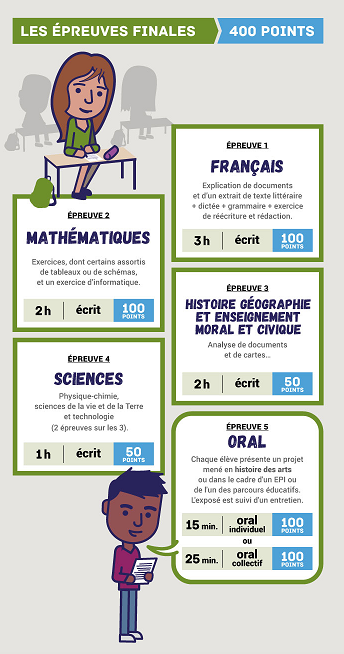 LES ÉPREUVES FINALES
400 POINTS
ÉPREUVE 1
FRANÇAIS
Explication de documents
et d'un extrait de texte littéraire
+ dictée + grammaire + exercice
de réécriture et rédaction.
3 h écrit 100 POINTS
ÉPREUVE 2
MATHÉMATIQUES
Exercices, dont certains assortis
de tableaux ou de schémas,
et un exercice d'informatique.
2 h écrit 100 POINTS
ÉPREUVE 3
HISTOIRE GÉOGRAPHIE
ET ENSEIGNEMENT
MORAL ET CIVIQUE
Analyse de documents
et de cartes...
2 h écrit 50 POINTS
ÉPREUVE 4
SCIENCES
Physique-chimie,
sciences de la vie et de la Terre
et technologie
(2 épreuves sur les 3).
1 h écrit 50 POINTS
ÉPREUVE 5
ORAL
Chaque élève présente un projet
mené en histoire des arts
ou dans le cadre d'un EPI ou
de l'un des parcours éducatifs.
L'exposé est suivi d'un entretien.
15 min. oral individuel 100 POINTS
ou
25 min. oral collectif 100 POINTS